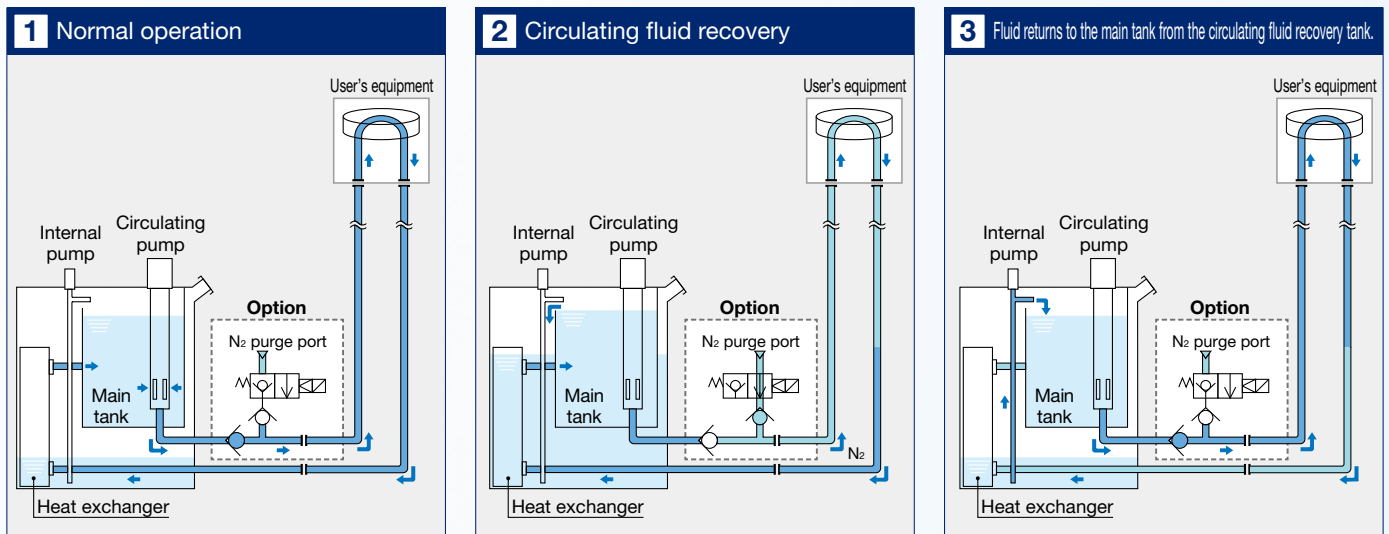 1 Normal operation
User's equipment
Circulating
pump
Internal
pump
Option
N₂ purge port
Main
tank
Heat exchanger
2 Circulating fluid recovery
User's equipment
Circulating
pump
Internal
pump
Option
N₂ purge port
Main
tank
N₂
Heat exchanger
3 Fluid returns to the main tank from the circulating fluid recovery tank.
User's equipment
Circulating
pump
Internal
pump
Option
N₂ purge port
Main
tank
Heat exchanger